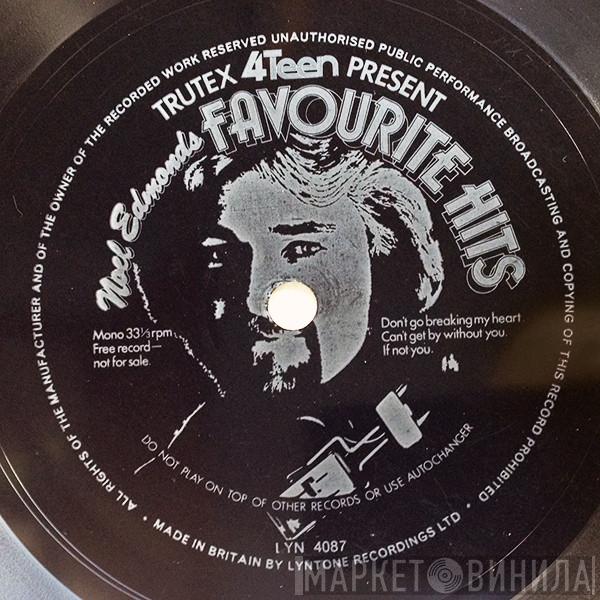 ALL RIGHTS OF THE MANUFACTURER AND OF THE OWNER OF THE RECORDED WORK RESERVED UNAUTHORISED PUBLIC PERFORMANCE BROADCASTING AND COPYING OF THIS RECORD PROHIBITED
TRUTEX 4Teen PRESENT
Noel Edmonds FAVOURITE HITS
Mono 33⅓ rpm
Free record —
not for sale.
Don't go breaking my heart.
Can't get by without you.
If not you.
DO NOT PLAY ON TOP OF OTHER RECORDS OR USE AUTOCHANGER
LYN 4087
• MADE IN BRITAIN BY LYNTONE RECORDINGS LTD •
МАРКЕТ ВИНИЛА